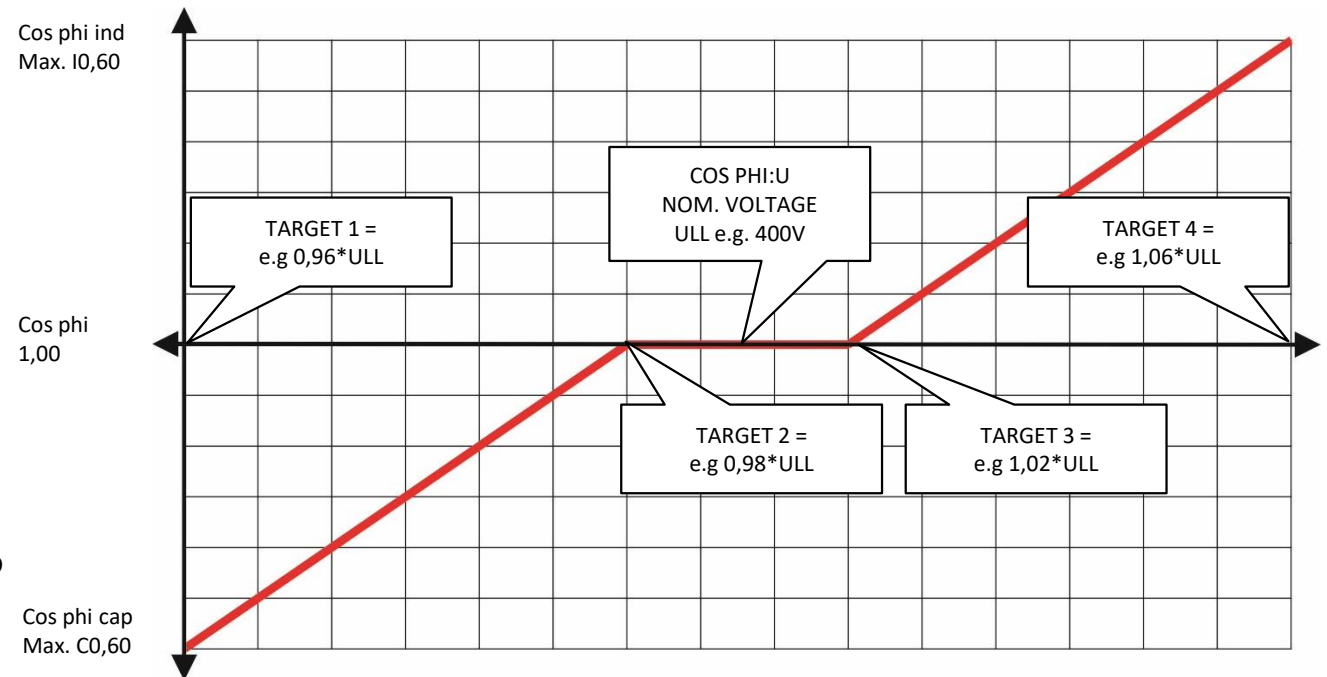 Cos phi ind
Max. I0,60
COS PHI:U
NOM. VOLTAGE
ULL e.g. 400V
TARGET 1 =
e.g 0,96*ULL
TARGET 4 =
e.g 1,06*ULL
Cos phi
1,00
TARGET 2 =
e.g 0,98*ULL
TARGET 3 =
e.g 1,02*ULL
Cos phi cap
Max. C0,60